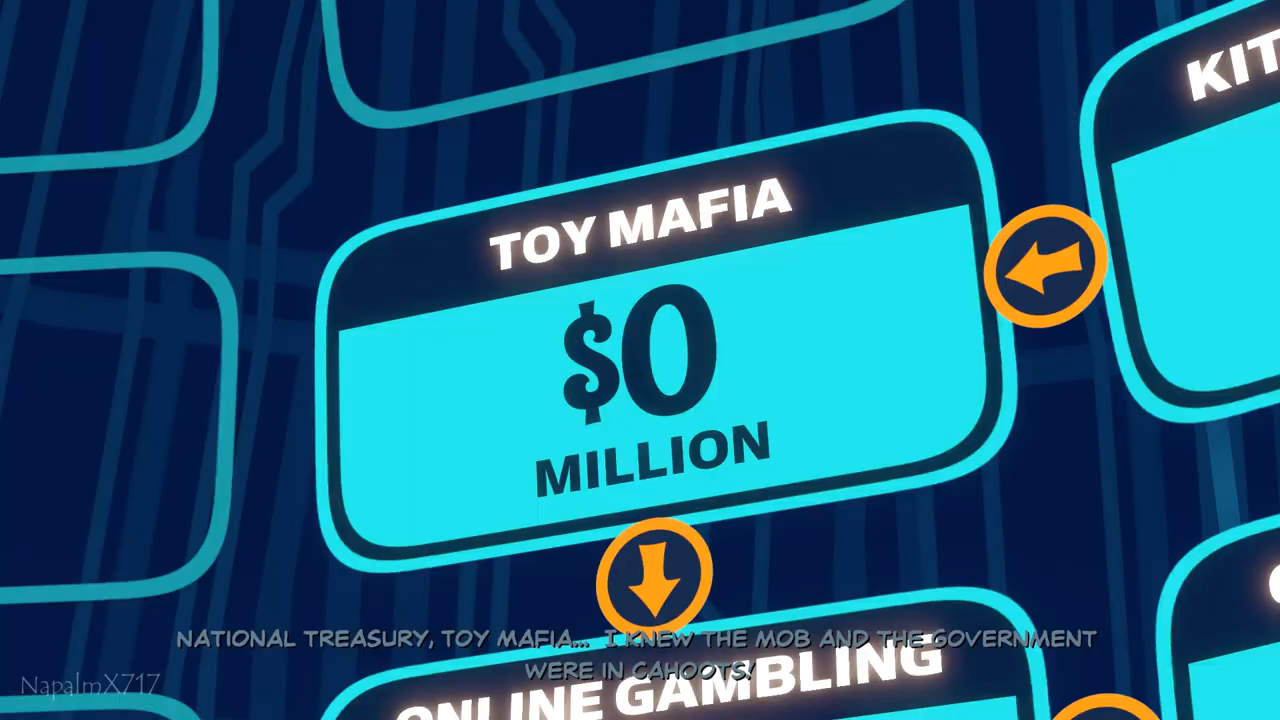 KIT
TOY MAFIA
$0
MILLION
NATIONAL TREASURY, TOY MAFIA... I KNEW THE MOB AND THE GOVERNMENT
WERE IN CAHOOTS!
ONLINE GAMBLING
NapalmX717